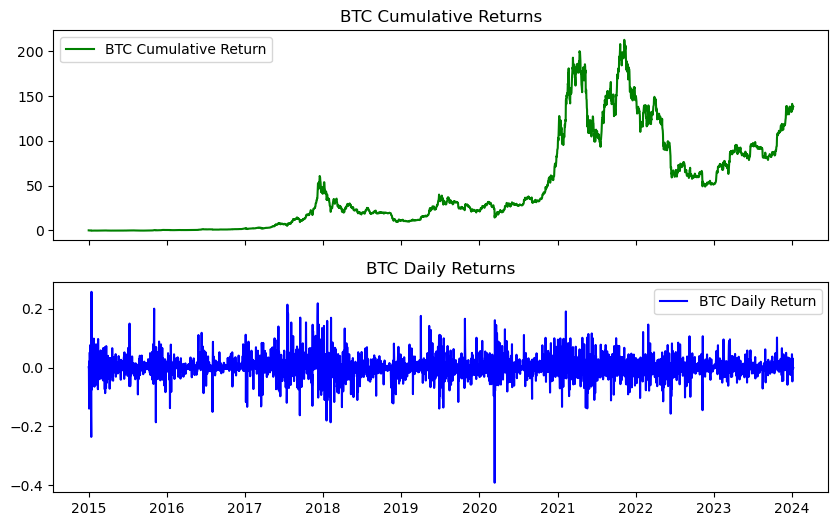 BTC Cumulative Returns
BTC Cumulative Return
200
150
100
50
0
BTC Daily Returns
BTC Daily Return
0.2
0.0
−0.2
−0.4
2015 2016 2017 2018 2019 2020 2021 2022 2023 2024